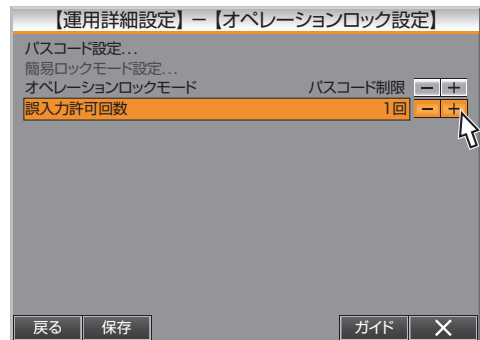 【運用詳細設定】－【オペレーションロック設定】
パスコード設定...
簡易ロックモード設定...
オペレーションロックモード パスコード制限 － ＋
誤入力許可回数 1回 － ＋
戻る 保存 ガイド ×